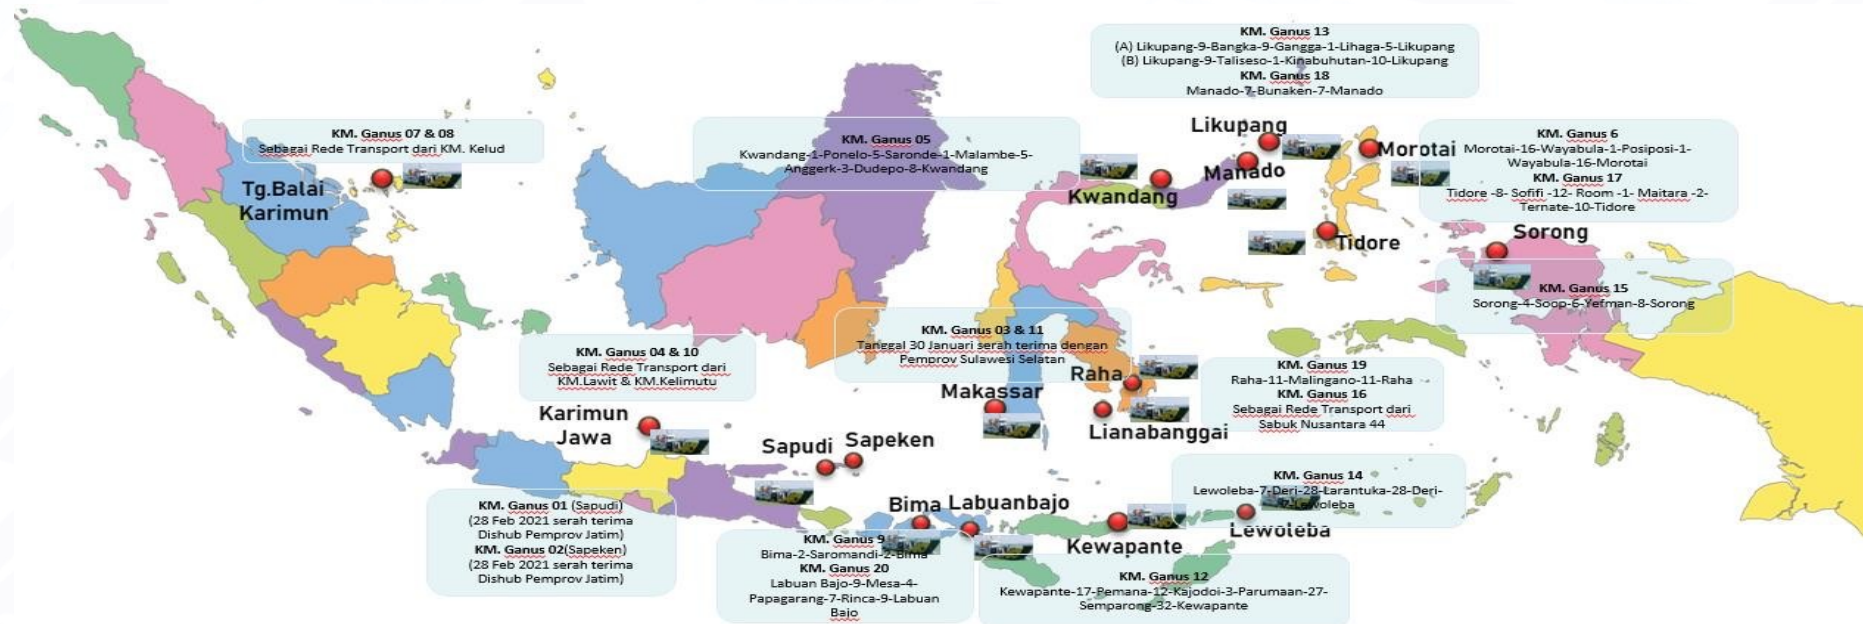 KM. Ganus 13
(A) Likupang-9-Bangka-9-Gangga-1-Lihaga-5-Likupang
(B) Likupang-9-Taliseso-1-Kinabuhutan-10-Likupang
KM. Ganus 18
Manado-7-Bunaken-7-Manado
KM. Ganus 07 & 08
Sebagai Rede Transport dari KM. Kelud
Tg.Balai
Karimun
KM. Ganus 05
Kwandang-1-Ponelo-5-Saronde-1-Malambe-5-
Anggerk-3-Dudepo-8-Kwandang
Kwandang
Likupang
Manado
Morotai
KM. Ganus 6
Morotai-16-Wayabula-1-Posiposi-1-
Wayabula-16-Morotai
KM. Ganus 17
Tidore -8- Sofifi -12- Room -1- Maitara -2-
Ternate-10-Tidore
Tidore
Sorong
KM. Ganus 15
Sorong-4-Soop-6-Yefman-8-Sorong
KM. Ganus 04 & 10
Sebagai Rede Transport dari
KM.Lawit & KM.Kelimutu
Karimun
Jawa
KM. Ganus 03 & 11
Tanggal 30 Januari serah terima dengan
Pemprov Sulawesi Selatan
Makassar
Raha
Lianabanggai
KM. Ganus 19
Raha-11-Malingano-11-Raha
KM. Ganus 16
Sebagai Rede Transport dari
Sabuk Nusantara 44
Sapudi
Sapeken
KM. Ganus 01 (Sapudi)
(28 Feb 2021 serah terima
Dishub Pemprov Jatim)
KM. Ganus 02(Sapeken)
(28 Feb 2021 serah terima
Dishub Pemprov Jatim)
Bima
Labuanbajo
KM. Ganus 9
Bima-2-Saromandi-2-Bima
KM. Ganus 20
Labuan Bajo-9-Mesa-4-
Papagarang-7-Rinca-9-Labuan
Bajo
Kewapante
KM. Ganus 12
Kewapante-17-Pemana-12-Kajodoi-3-Parumaan-27-
Semparong-32-Kewapante
KM. Ganus 14
Lewoleba-7-Deri-28-Larantuka-28-Deri-
Lewoleba
Lewoleba